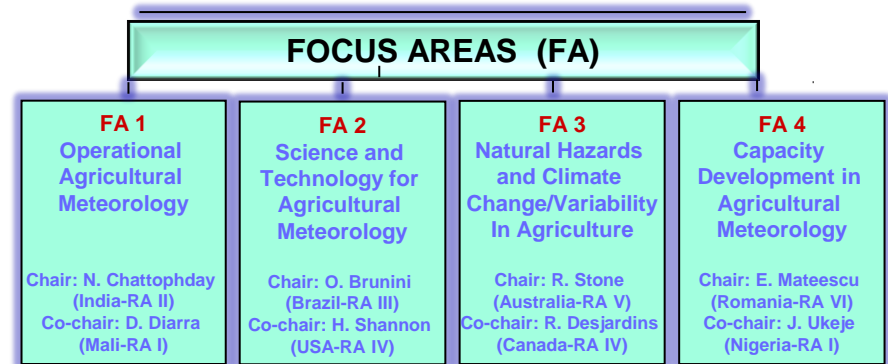 FOCUS AREAS (FA)
FA 1
Operational
Agricultural
Meteorology
Chair: N. Chattophday
(India-RA II)
Co-chair: D. Diarra
(Mali-RA I)
FA 2
Science and
Technology for
Agricultural
Meteorology
Chair: O. Brunini
(Brazil-RA III)
Co-chair: H. Shannon
(USA-RA IV)
FA 3
Natural Hazards
and Climate
Change/Variability
In Agriculture
Chair: R. Stone
(Australia-RA V)
Co-chair: R. Desjardins
(Canada-RA IV)
FA 4
Capacity
Development in
Agricultural
Meteorology
Chair: E. Mateescu
(Romania-RA VI)
Co-chair: J. Ukeje
(Nigeria-RA I)